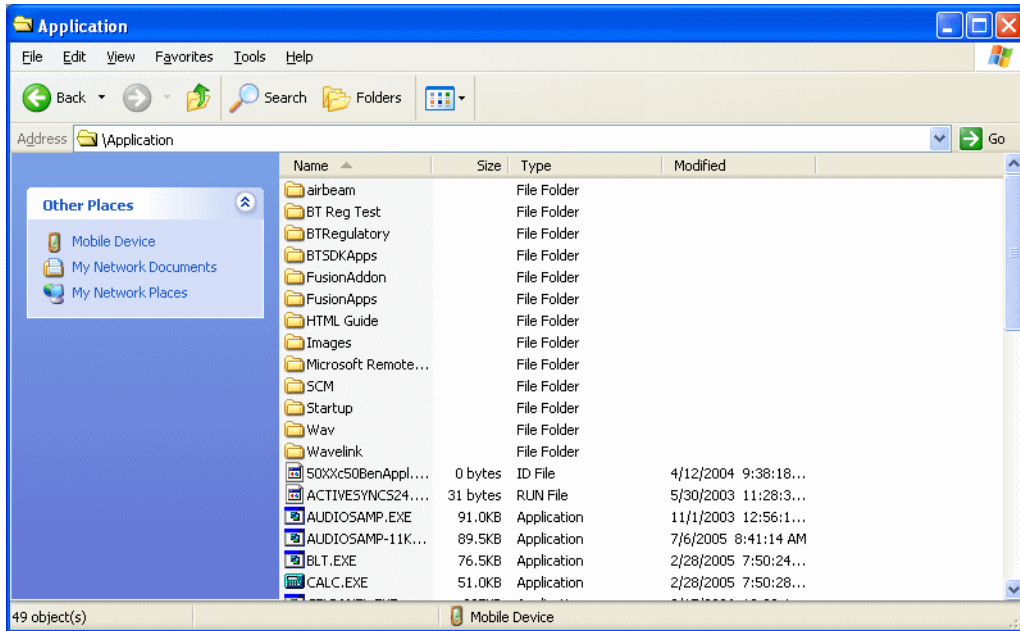 Application
File Edit View Favorites Tools Help
Back Search Folders
Address \Application Go
Name Size Type Modified
Other Places
Mobile Device
My Network Documents
My Network Places
airbeam File Folder
BT Reg Test File Folder
BTRegulatory File Folder
BTSDKApps File Folder
FusionAddon File Folder
FusionApps File Folder
HTML Guide File Folder
Images File Folder
Microsoft Remote... File Folder
SCM File Folder
Startup File Folder
Wav File Folder
Wavelink File Folder
50XXc50BenAppl.... 0 bytes ID File 4/12/2004 9:38:18...
ACTIVESYNCS24.... 31 bytes RUN File 5/30/2003 11:28:3...
AUDIOSAMP.EXE 91.0KB Application 11/1/2003 12:56:1...
AUDIOSAMP-11K... 89.5KB Application 7/6/2005 8:41:14 AM
BLT.EXE 76.5KB Application 2/28/2005 7:50:24...
CALC.EXE 51.0KB Application 2/28/2005 7:50:28...
49 object(s) Mobile Device